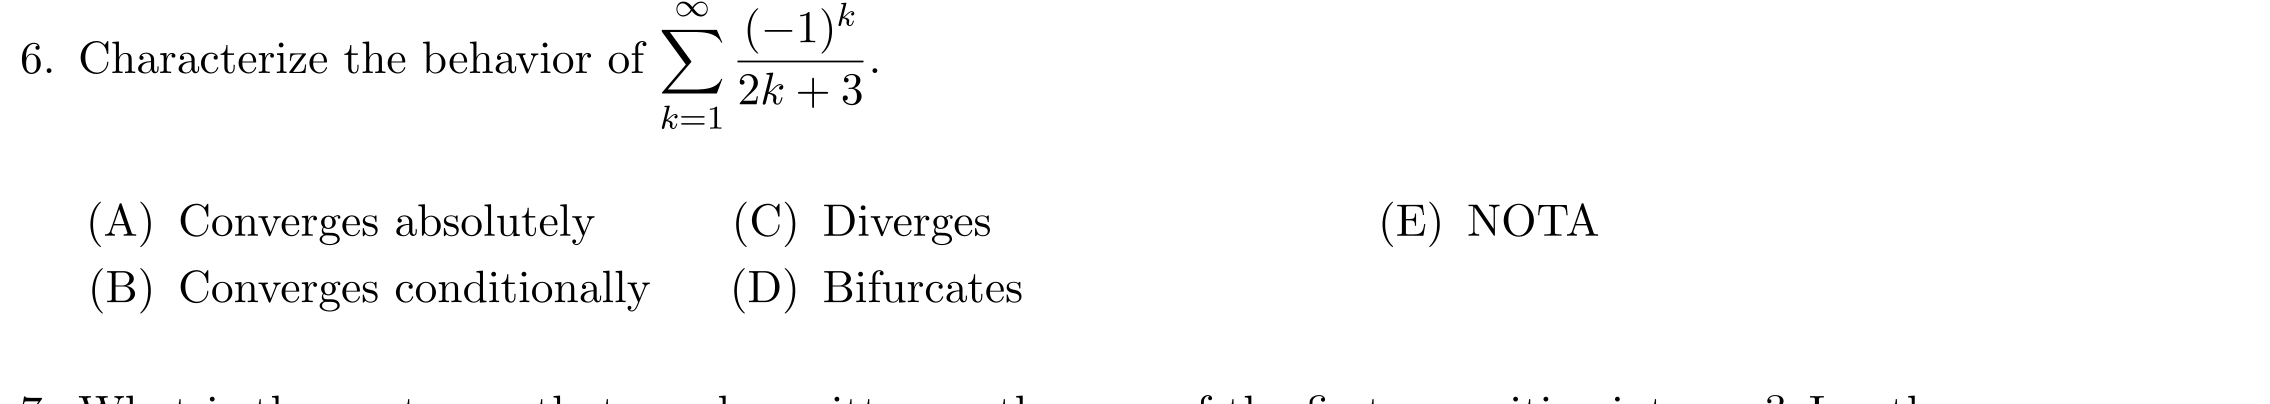 6. Characterize the behavior of \sum_{k=1}^{\infty} \frac{(-1)^k}{2k+3}.
(A) Converges absolutely (C) Diverges (E) NOTA
(B) Converges conditionally (D) Bifurcates